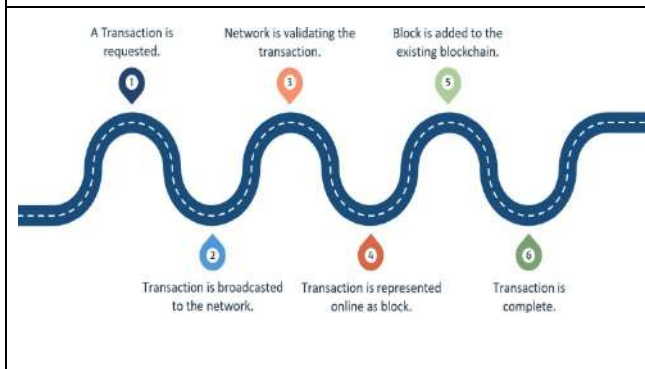 A Transaction is
requested.
1
Transaction is broadcasted
to the network.
2
Network is validating the
transaction.
3
Transaction is represented
online as block.
4
Block is added to the
existing blockchain.
5
Transaction is
complete.
6